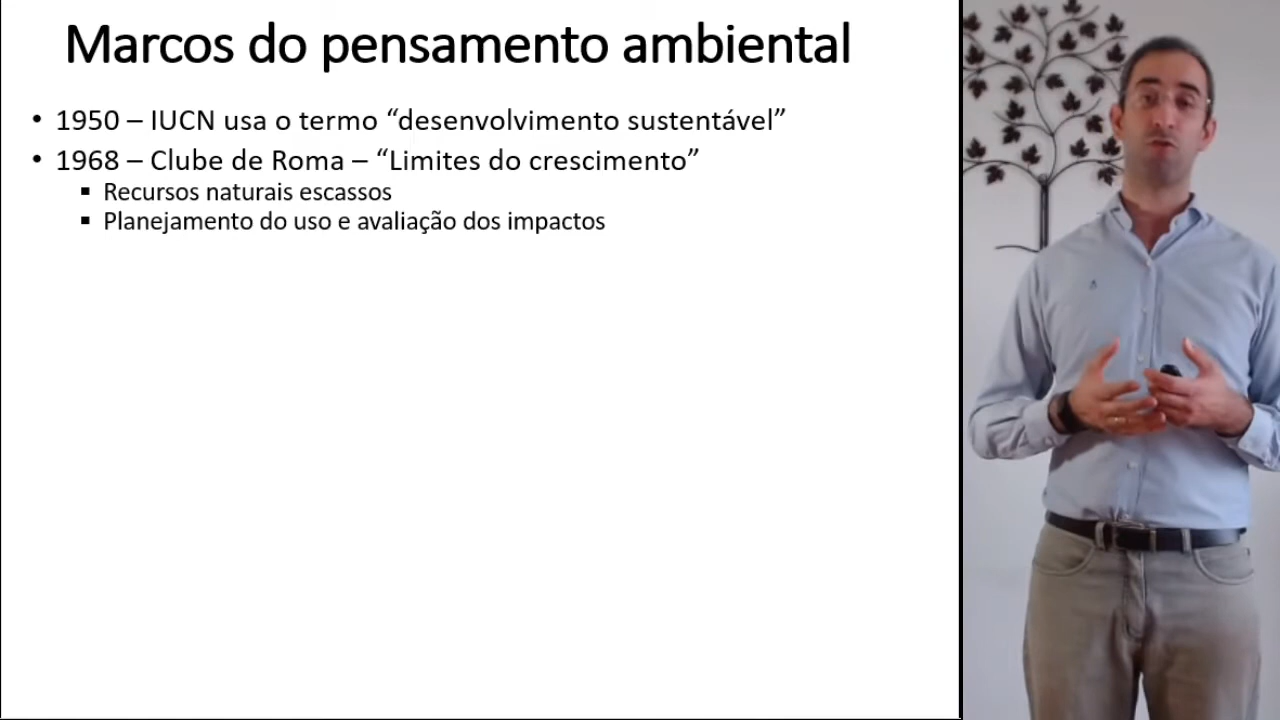 Marcos do pensamento ambiental
• 1950 – IUCN usa o termo “desenvolvimento sustentável”
• 1968 – Clube de Roma – “Limites do crescimento”
▪ Recursos naturais escassos
▪ Planejamento do uso e avaliação dos impactos